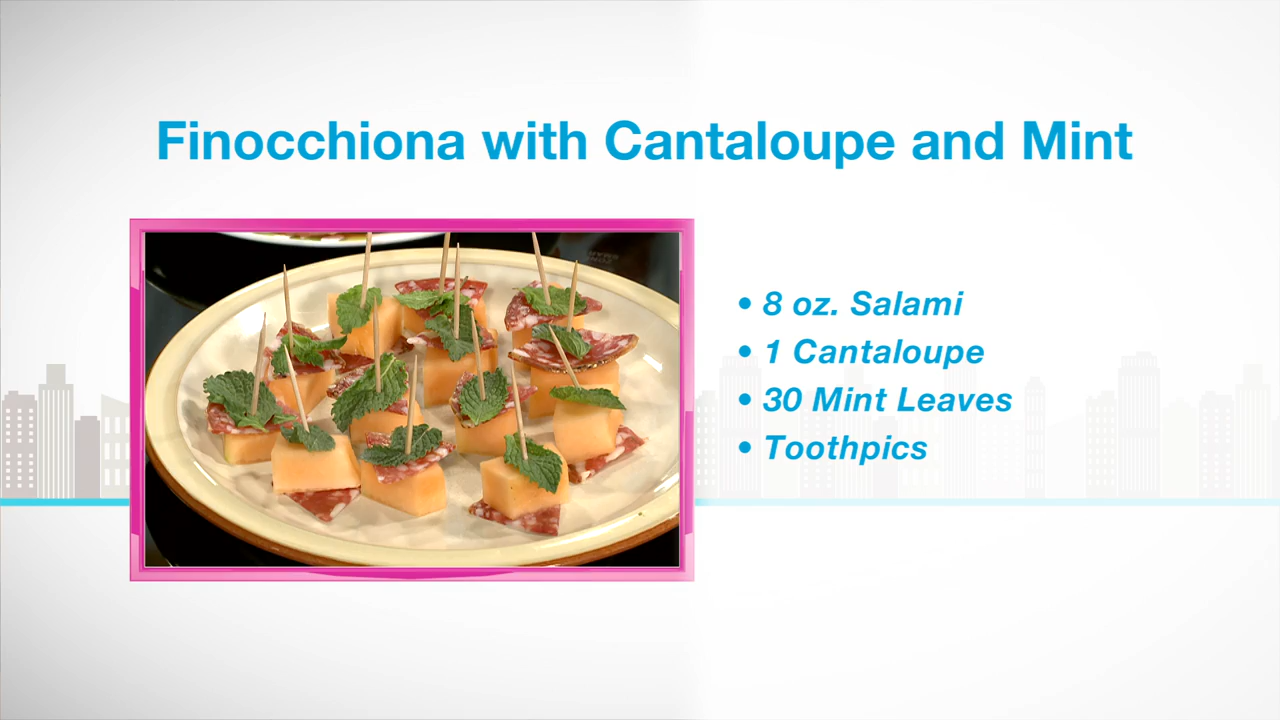 Finocchiona with Cantaloupe and Mint
• 8 oz. Salami
• 1 Cantaloupe
• 30 Mint Leaves
• Toothpics